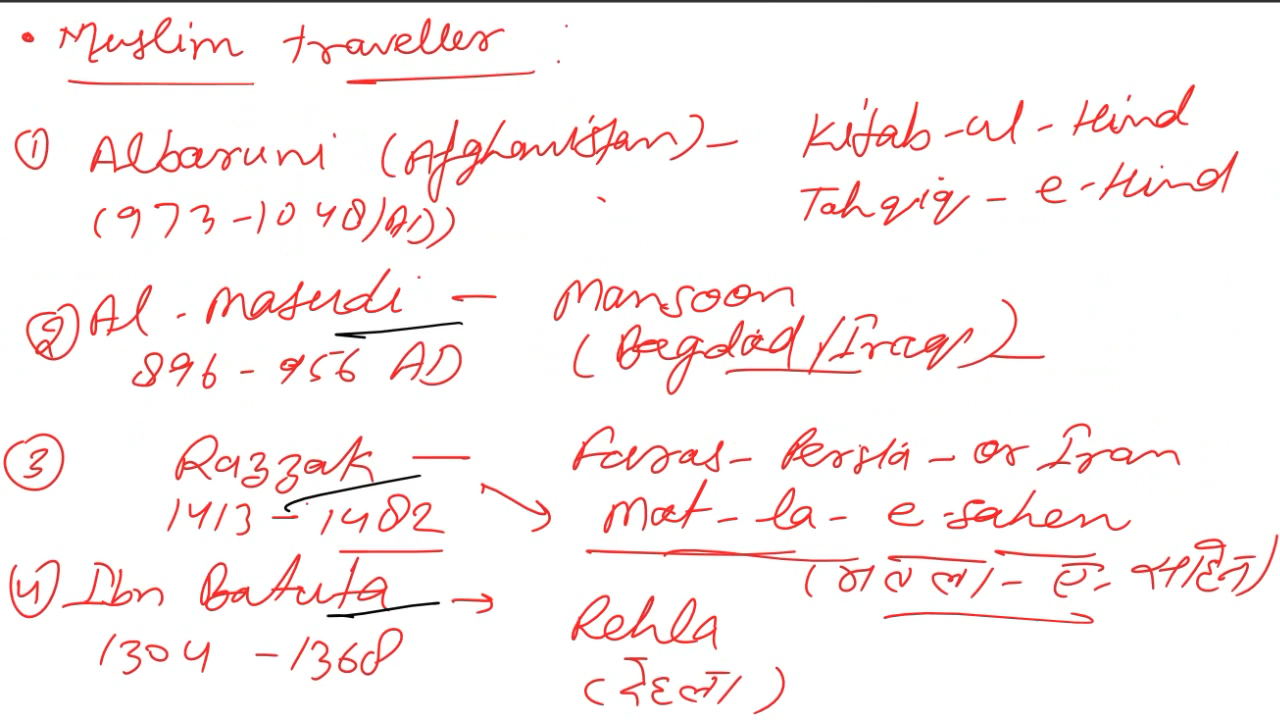 • Muslim traveller
① Albaruni (Afghanistan) – Kitab-ul-Hind
(973-1048)AD) Tahqiq-e-Hind
② Al-masudi – Mansoon
896-956 AD (Bagdad/Iraq)
③ Razzak – Faras- Persia-or Iran
1413-1482 → Mat-la-e-sahen
④ Ibn Batuta →
1304-1368 Rehla
(रेहला)